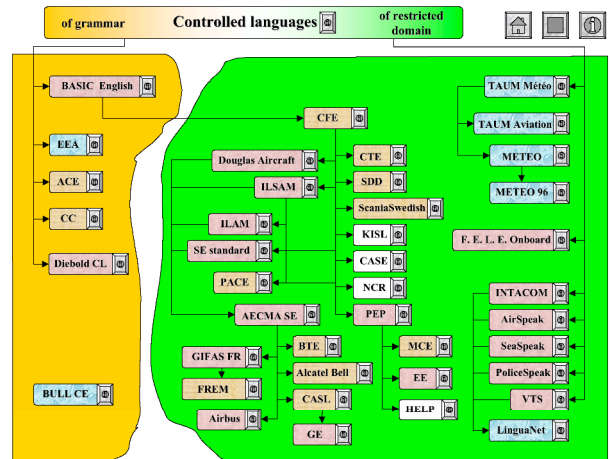 of grammar
Controlled languages
of restricted
domain
BASIC English
EEA
ACE
CC
Diebold CL
BULL CE
CFE
Douglas Aircraft
ILSAM
ILAM
SE standard
PACE
AECMA SE
GIFAS FR
FREM
Airbus
BTE
Alcatel Bell
CASL
GE
CTE
SDD
ScaniaSwedish
KISL
CASE
NCR
PEP
MCE
EE
HELP
TAUM Météo
TAUM Aviation
METEO
METEO 96
F. E. L. E. Onboard
INTACOM
AirSpeak
SeaSpeak
PoliceSpeak
VTS
LinguaNet